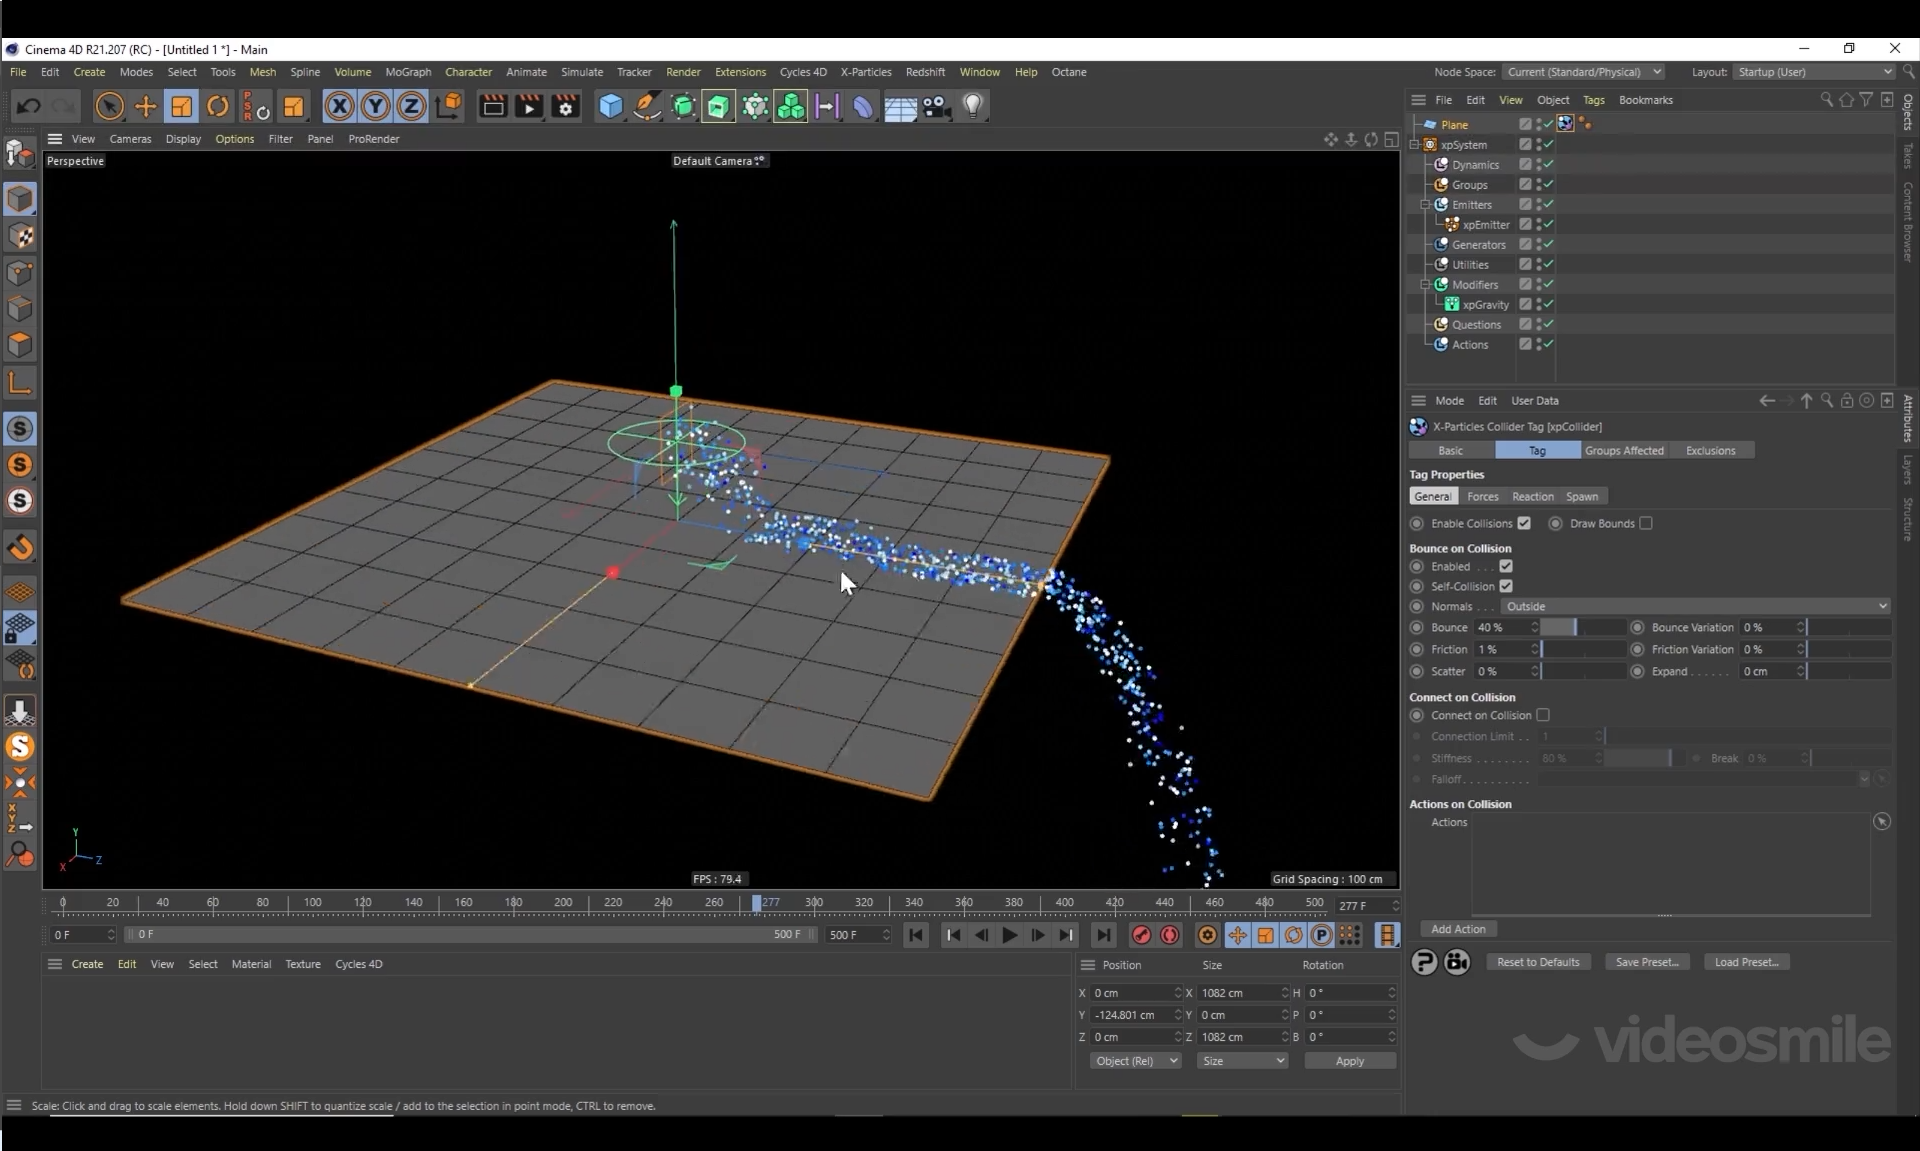 Cinema 4D R21.207 (RC) - [Untitled 1 *] - Main
File Edit Create Modes Select Tools Mesh Spline Volume MoGraph Character Animate Simulate Tracker Render Extensions Cycles 4D X-Particles Redshift Window Help Octane
Node Space: Current (Standard/Physical) Layout: Startup (User)
PSR X Y Z
File Edit View Object Tags Bookmarks
View Cameras Display Options Filter Panel ProRender
Perspective
Default Camera
Plane
xpSystem
Dynamics
Groups
Emitters
xpEmitter
Generators
Utilities
Modifiers
xpGravity
Questions
Actions
Objects
Takes
Content Browser
Mode Edit User Data
X-Particles Collider Tag [xpCollider]
Basic Tag Groups Affected Collisions Exclusions
Tag Properties
General Forces Reaction Spawn
Enable Collisions Draw Bounds
Bounce on Collision
Enabled . . .
Self-Collision
Normals . . . Outside
Bounce 40 % Bounce Variation 0 %
Friction 1 % Friction Variation 0 %
Scatter 0 % Expand . . . . . . 0 cm
Connect on Collision
Connect on Collision
Connection Limit . . 1
Stiffness . . . . . . . . 80 % Break 0 %
Falloff . . . . . . . . . .
Actions on Collision
Actions
Add Action
Reset to Defaults Save Preset... Load Preset...
Attributes
Layers
Structure
Y
X
Z
FPS : 79.4
Grid Spacing : 100 cm
0 20 40 60 80 100 120 140 160 180 200 220 240 260 277 300 320 340 360 380 400 420 440 460 480 500 277 F
0 F 0 F 500 F 500 F
P
Create Edit View Select Material Texture Cycles 4D
Position Size Rotation
X 0 cm X 1082 cm H 0 °
Y -124.801 cm Y 0 cm P 0 °
Z 0 cm Z 1082 cm B 0 °
Object (Rel) Size Apply
videosmile
Scale: Click and drag to scale elements. Hold down SHIFT to quantize scale / add to the selection in point mode, CTRL to remove.